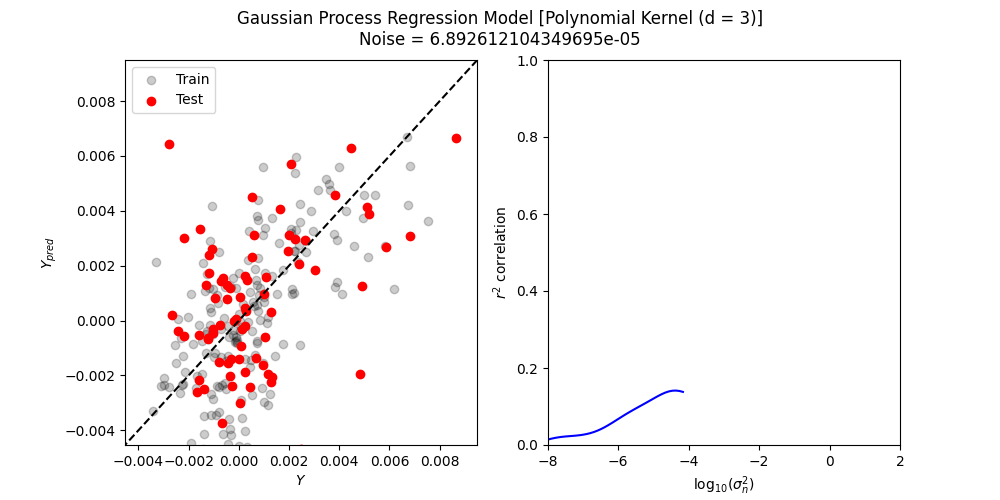 Gaussian Process Regression Model [Polynomial Kernel (d = 3)]
Noise = 6.892612104349695e-05
Train
Test
0.008
0.006
0.004
0.002
0.000
−0.002
−0.004
Y_pred
−0.004 −0.002 0.000 0.002 0.004 0.006 0.008
Y
1.0
0.8
0.6
0.4
0.2
0.0
r² correlation
−8 −6 −4 −2 0 2
log₁₀(σₙ²)